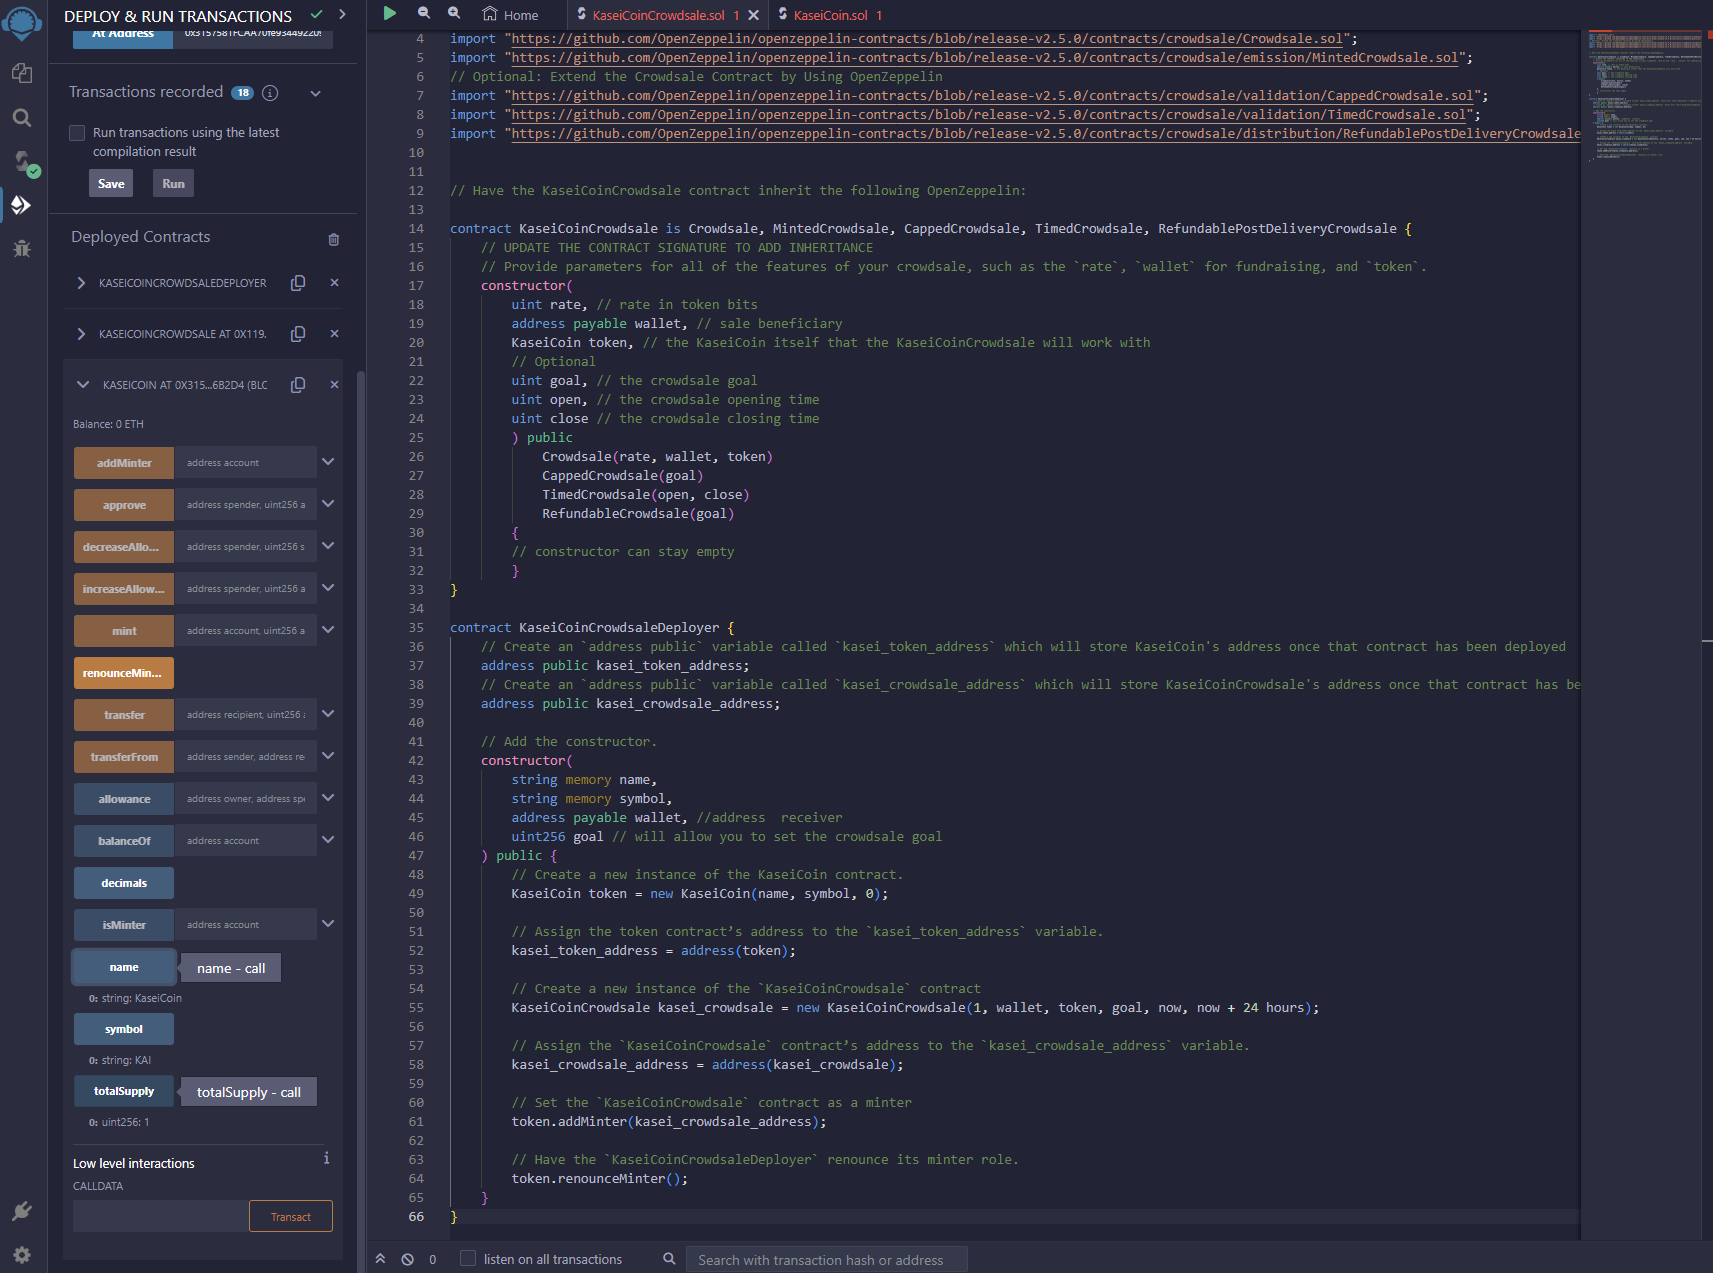 DEPLOY & RUN TRANSACTIONS
At Address
Transactions recorded 18
Run transactions using the latest
compilation result
Save
Run
Deployed Contracts
KASEICOINCROWDSALEDEPLOYER
KASEICOINCROWDSALE AT 0X119.
KASEICOIN AT 0X315...6B2D4 (BLC
Balance: 0 ETH
addMinter address account
approve address spender, uint256 a
decreaseAllo... address spender, uint256 s
increaseAllow... address spender, uint256 a
mint address account, uint256 a
renounceMin...
transfer address recipient, uint256 a
transferFrom address sender, address re
allowance address owner, address spe
balanceOf address account
decimals
isMinter address account
name name - call
0: string: KaseiCoin
symbol
0: string: KAI
totalSupply totalSupply - call
0: uint256: 1
Low level interactions
CALLDATA
Transact
Home
KaseiCoinCrowdsale.sol 1
KaseiCoin.sol 1
4 import "https://github.com/OpenZeppelin/openzeppelin-contracts/blob/release-v2.5.0/contracts/crowdsale/Crowdsale.sol";
5 import "https://github.com/OpenZeppelin/openzeppelin-contracts/blob/release-v2.5.0/contracts/crowdsale/emission/MintedCrowdsale.sol";
6 // Optional: Extend the Crowdsale Contract by Using OpenZeppelin
7 import "https://github.com/OpenZeppelin/openzeppelin-contracts/blob/release-v2.5.0/contracts/crowdsale/validation/CappedCrowdsale.sol";
8 import "https://github.com/OpenZeppelin/openzeppelin-contracts/blob/release-v2.5.0/contracts/crowdsale/validation/TimedCrowdsale.sol";
9 import "https://github.com/OpenZeppelin/openzeppelin-contracts/blob/release-v2.5.0/contracts/crowdsale/distribution/RefundablePostDeliveryCrowdsale
10
11
12 // Have the KaseiCoinCrowdsale contract inherit the following OpenZeppelin:
13
14 contract KaseiCoinCrowdsale is Crowdsale, MintedCrowdsale, CappedCrowdsale, TimedCrowdsale, RefundablePostDeliveryCrowdsale {
15 // UPDATE THE CONTRACT SIGNATURE TO ADD INHERITANCE
16 // Provide parameters for all of the features of your crowdsale, such as the `rate`, `wallet` for fundraising, and `token`.
17 constructor(
18 uint rate, // rate in token bits
19 address payable wallet, // sale beneficiary
20 KaseiCoin token, // the KaseiCoin itself that the KaseiCoinCrowdsale will work with
21 // Optional
22 uint goal, // the crowdsale goal
23 uint open, // the crowdsale opening time
24 uint close // the crowdsale closing time
25 ) public
26 Crowdsale(rate, wallet, token)
27 CappedCrowdsale(goal)
28 TimedCrowdsale(open, close)
29 RefundableCrowdsale(goal)
30 {
31 // constructor can stay empty
32 }
33 }
34
35 contract KaseiCoinCrowdsaleDeployer {
36 // Create an `address public` variable called `kasei_token_address` which will store KaseiCoin's address once that contract has been deployed
37 address public kasei_token_address;
38 // Create an `address public` variable called `kasei_crowdsale_address` which will store KaseiCoinCrowdsale's address once that contract has be
39 address public kasei_crowdsale_address;
40
41 // Add the constructor.
42 constructor(
43 string memory name,
44 string memory symbol,
45 address payable wallet, //address  receiver
46 uint256 goal // will allow you to set the crowdsale goal
47 ) public {
48 // Create a new instance of the KaseiCoin contract.
49 KaseiCoin token = new KaseiCoin(name, symbol, 0);
50
51 // Assign the token contract’s address to the `kasei_token_address` variable.
52 kasei_token_address = address(token);
53
54 // Create a new instance of the `KaseiCoinCrowdsale` contract
55 KaseiCoinCrowdsale kasei_crowdsale = new KaseiCoinCrowdsale(1, wallet, token, goal, now, now + 24 hours);
56
57 // Assign the `KaseiCoinCrowdsale` contract’s address to the `kasei_crowdsale_address` variable.
58 kasei_crowdsale_address = address(kasei_crowdsale);
59
60 // Set the `KaseiCoinCrowdsale` contract as a minter
61 token.addMinter(kasei_crowdsale_address);
62
63 // Have the `KaseiCoinCrowdsaleDeployer` renounce its minter role.
64 token.renounceMinter();
65 }
66 }
0 listen on all transactions
Search with transaction hash or address